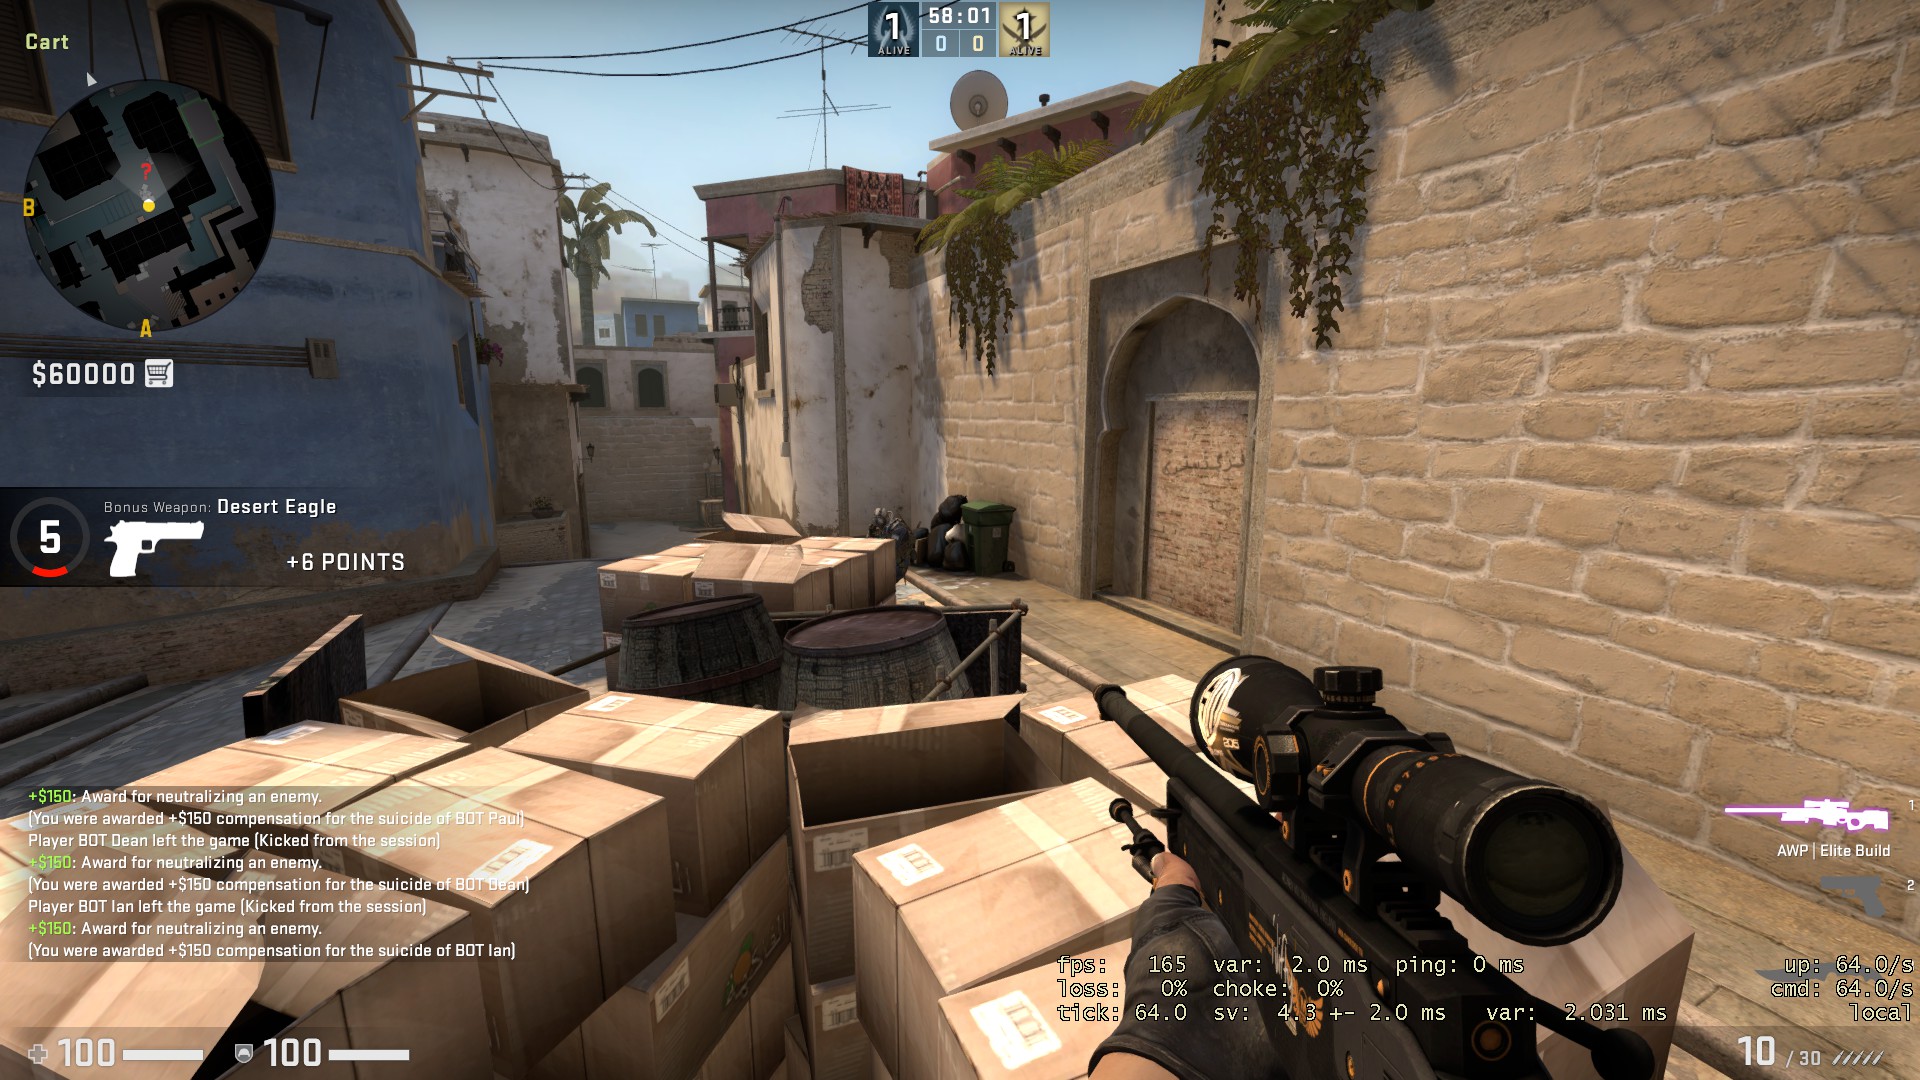 Cart
1
ALIVE
58:01
0 0
1
ALIVE
?
B
A
$60000
5
Bonus Weapon: Desert Eagle
+6 POINTS
+$150: Award for neutralizing an enemy.
(You were awarded +$150 compensation for the suicide of BOT Paul)
Player BOT Dean left the game (Kicked from the session)
+$150: Award for neutralizing an enemy.
(You were awarded +$150 compensation for the suicide of BOT Dean)
Player BOT Ian left the game (Kicked from the session)
+$150: Award for neutralizing an enemy.
(You were awarded +$150 compensation for the suicide of BOT Ian)
100 100
1
AWP | Elite Build
2
fps: 165 var: 2.0 ms ping: 0 ms
loss: 0% choke: 0%
tick: 64.0 sv: 4.3 +- 2.0 ms var: 2.031 ms
up: 64.0/s
cmd: 64.0/s
local
10 / 30